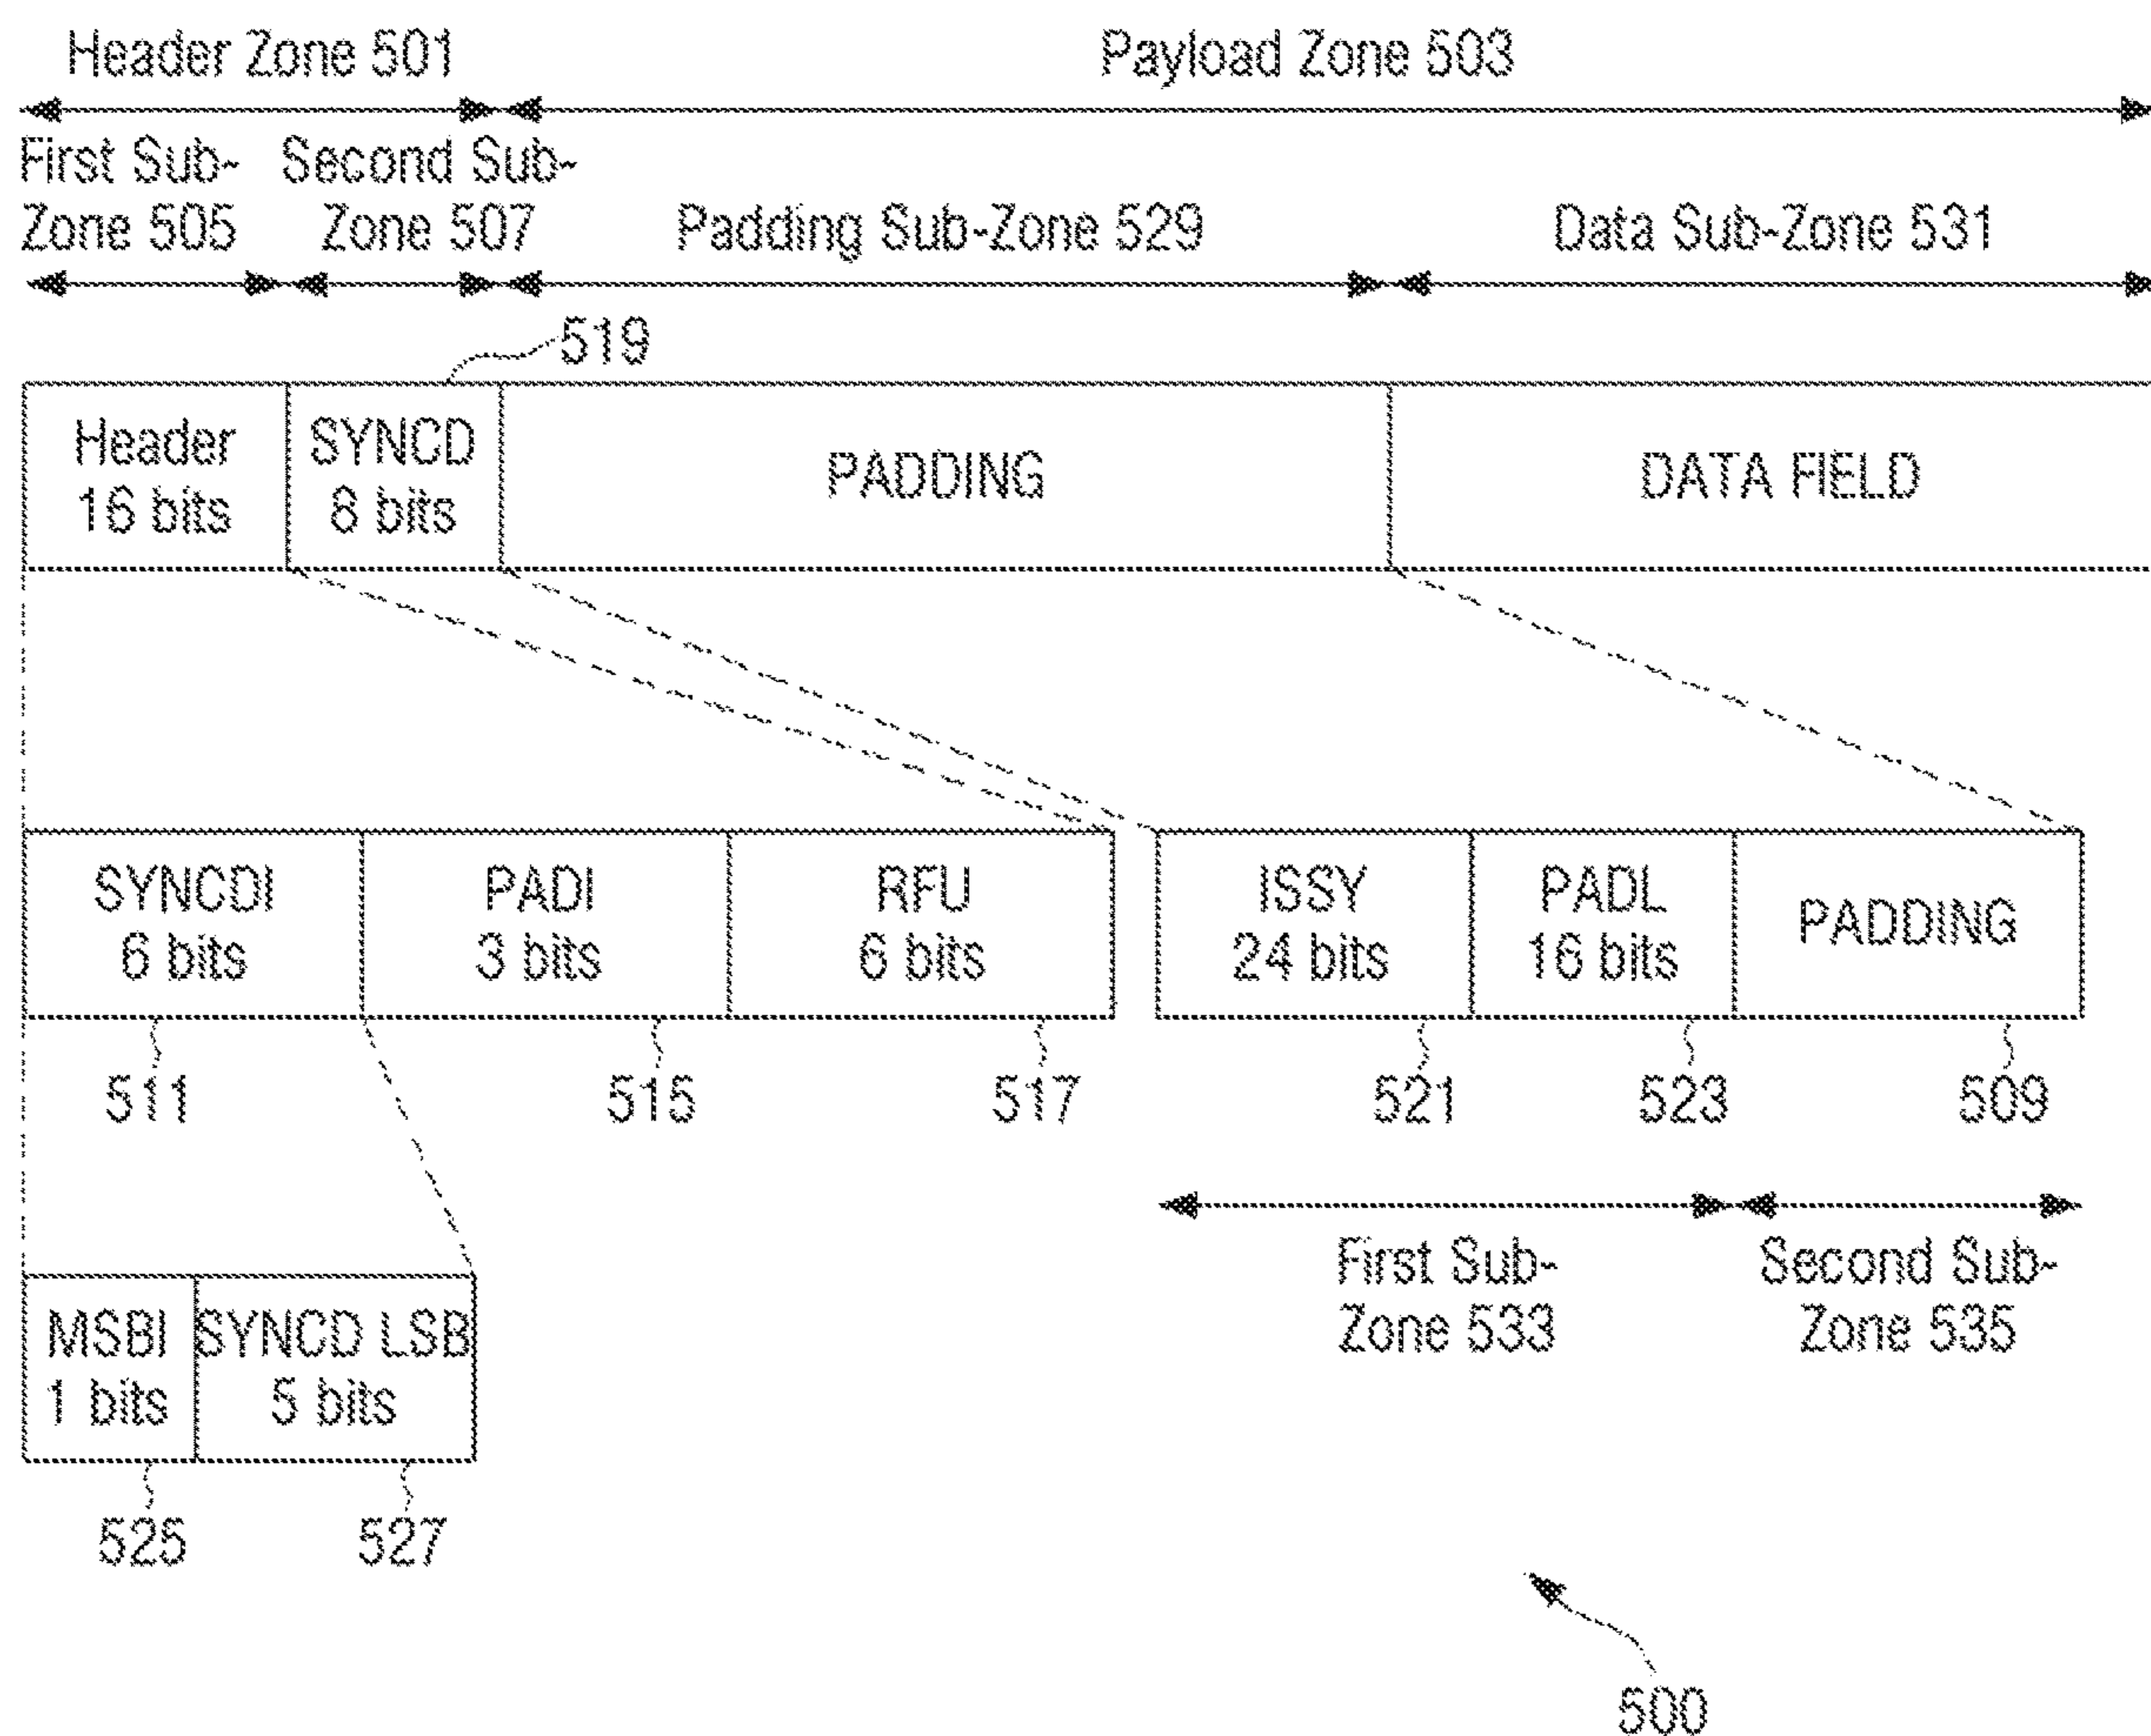 Header Zone 501
Payload Zone 503
First Sub-
Zone 505
Second Sub-
Zone 507
Padding Sub-Zone 529
Data Sub-Zone 531
519
Header
16 bits
SYNCD
8 bits
PADDING
DATA FIELD
SYNCDI
6 bits
PADI
3 bits
RFU
6 bits
ISSY
24 bits
PADL
16 bits
PADDING
511
515
517
521
523
509
First Sub-
Zone 533
Second Sub-
Zone 535
MSBI
1 bits
SYNCD LSB
5 bits
525
527
500